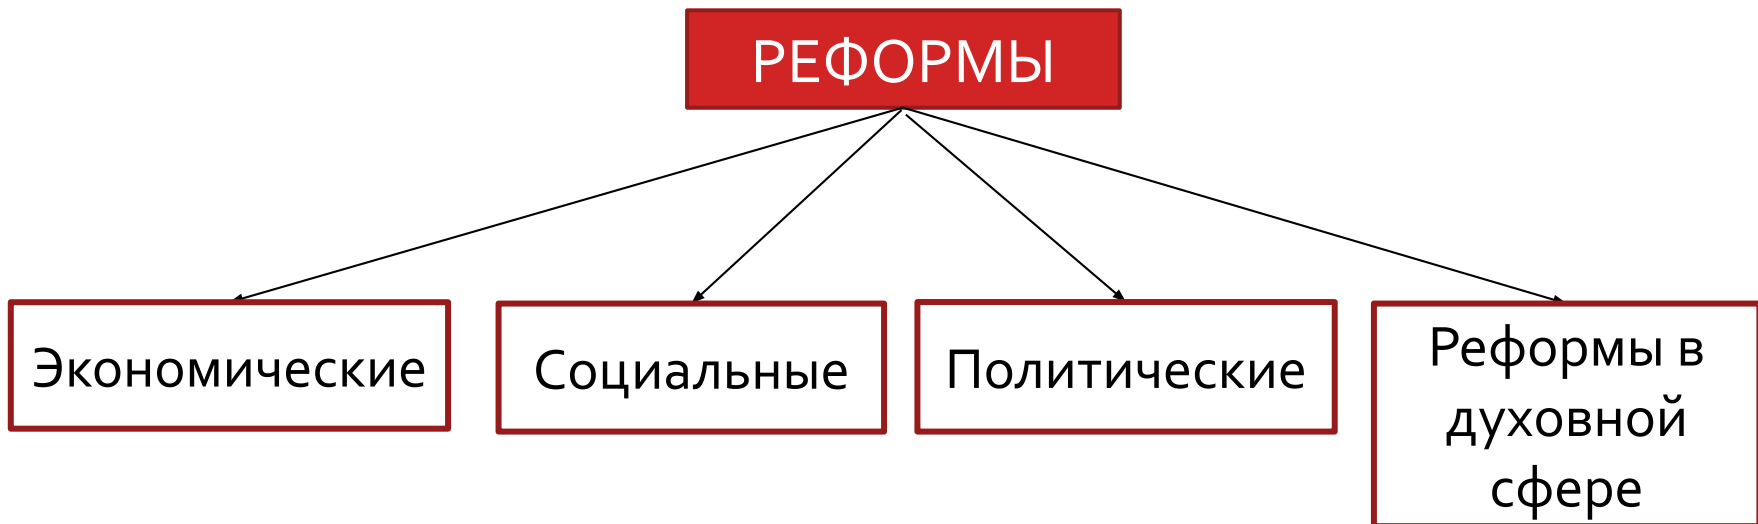 РЕФОРМЫ
Экономические
Социальные
Политические
Реформы в
духовной
сфере